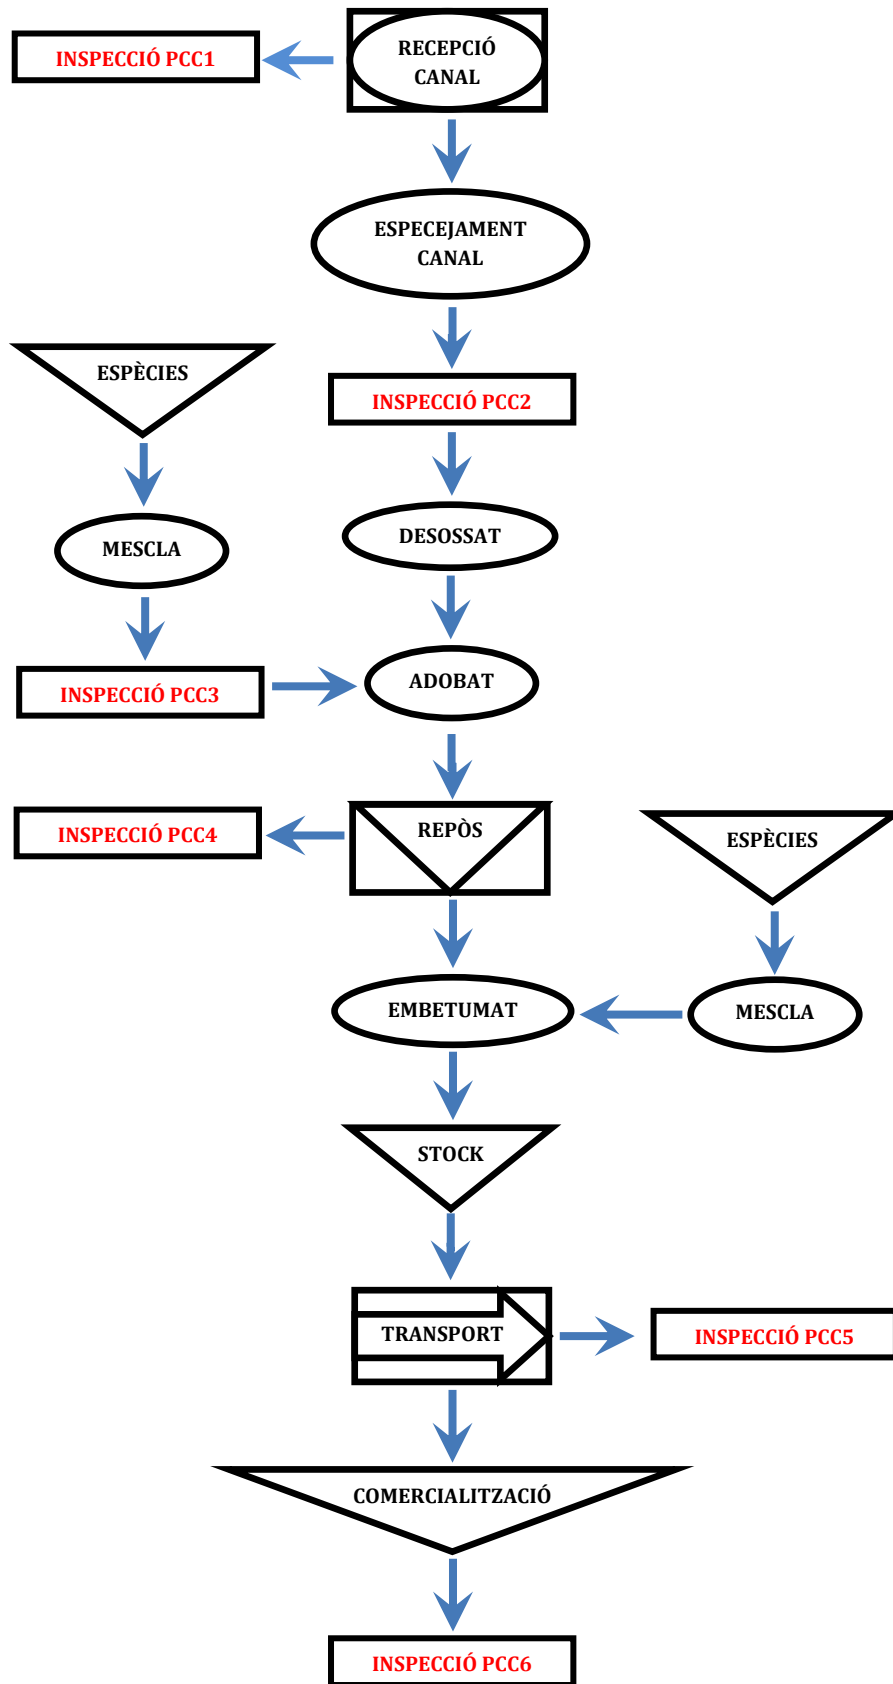 INSPECCIÓ PCC1
RECEPCIÓ
CANAL
ESPECEJAMENT
CANAL
ESPÈCIES
INSPECCIÓ PCC2
MESCLA
DESOSSAT
INSPECCIÓ PCC3
ADOBAT
INSPECCIÓ PCC4
REPÒS
ESPÈCIES
EMBETUMAT
MESCLA
STOCK
TRANSPORT
INSPECCIÓ PCC5
COMERCIALITZACIÓ
INSPECCIÓ PCC6